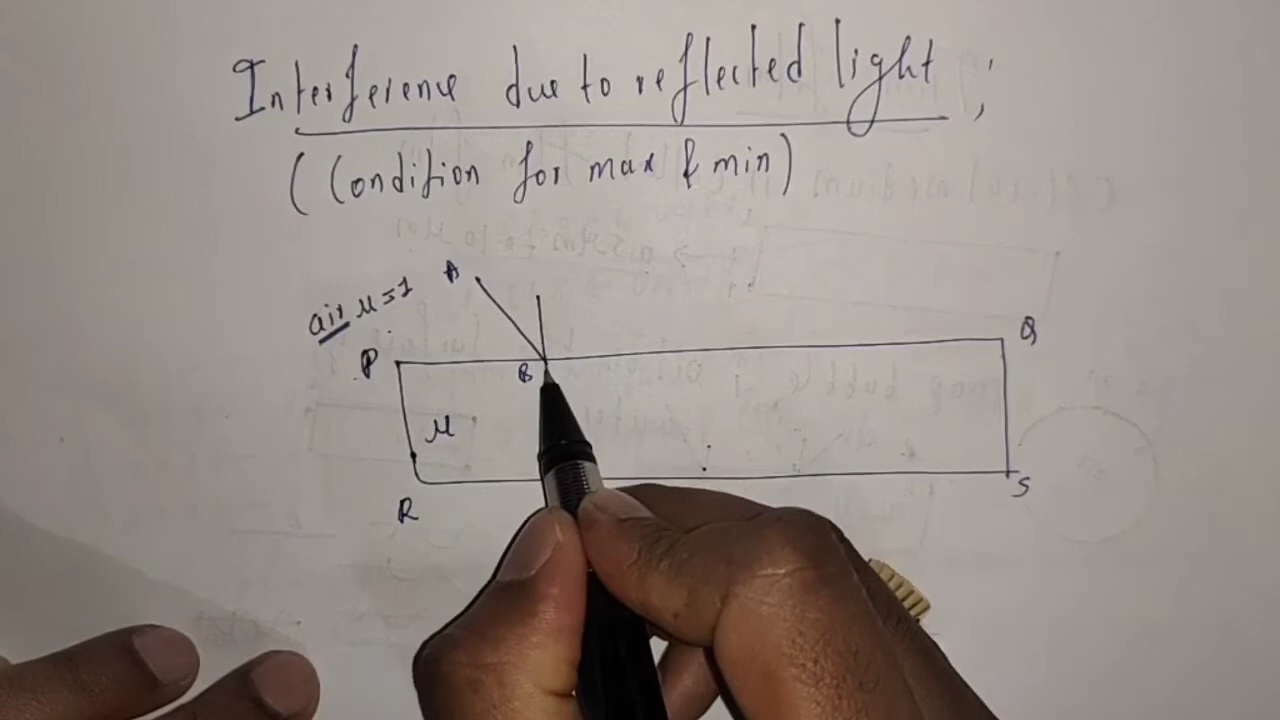 Interference due to reflected light ;
(Condition for max & min)
A
air μ=1
P
B
Q
μ
R
S